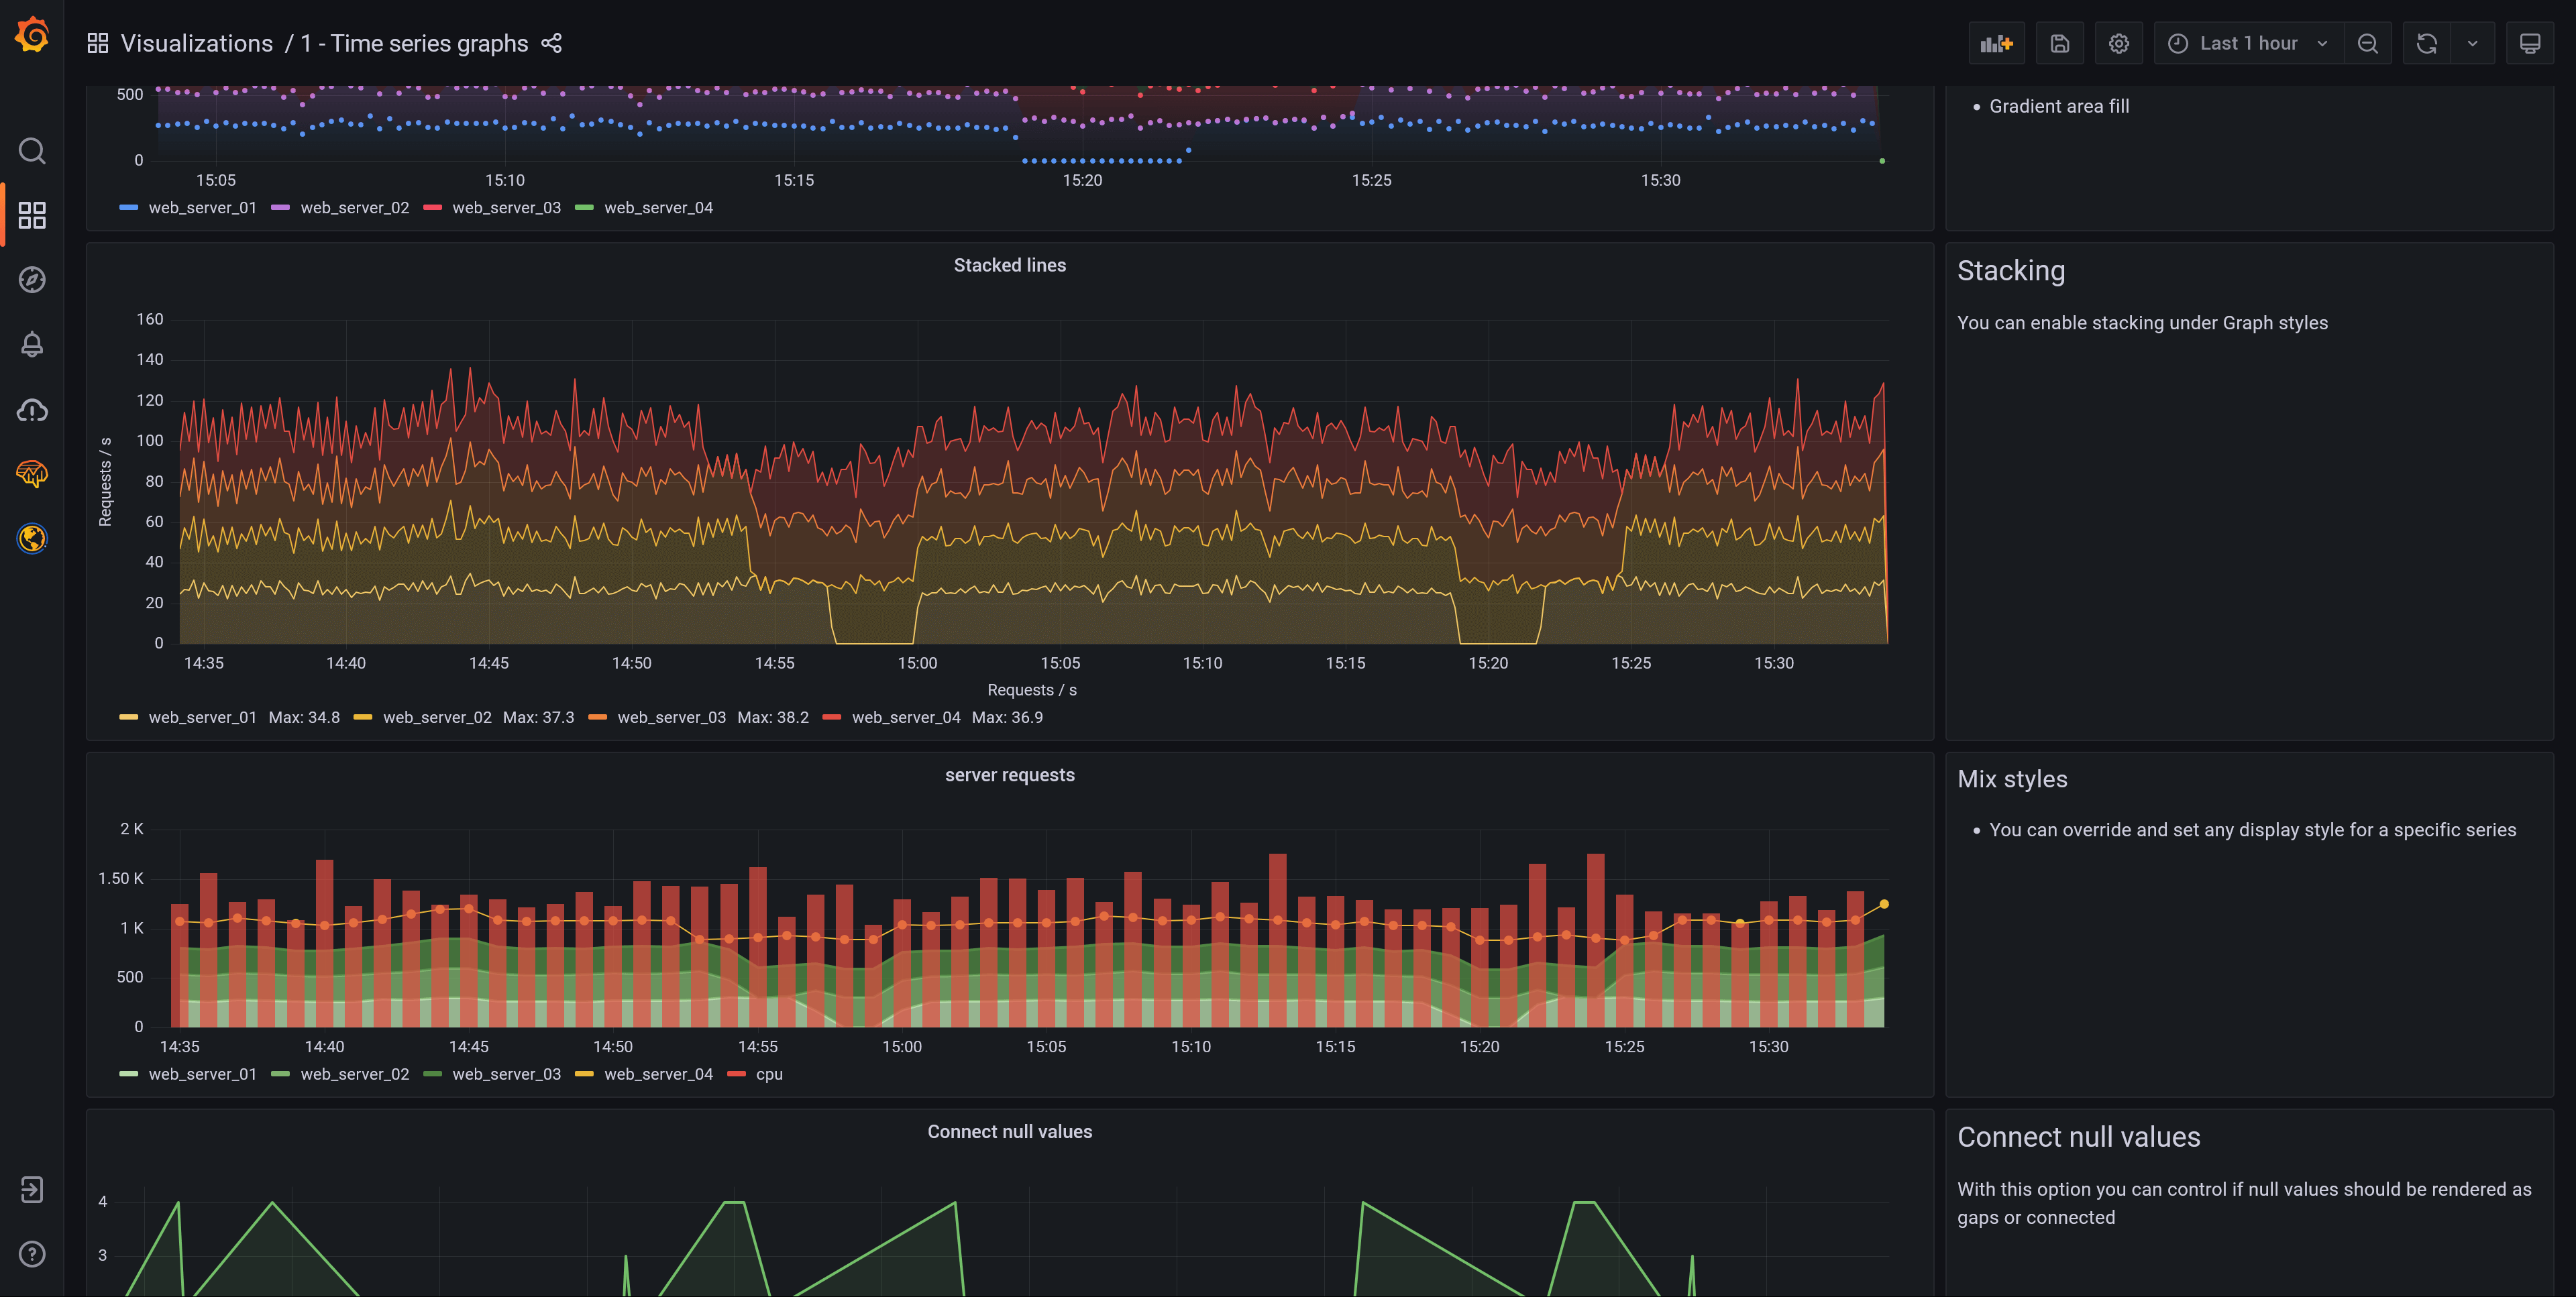 Visualizations / 1 - Time series graphs
Last 1 hour
500
0
15:05 15:10 15:15 15:20 15:25 15:30
web_server_01 web_server_02 web_server_03 web_server_04
Gradient area fill
Stacked lines
160
140
120
100
80
60
40
20
0
Requests / s
14:35 14:40 14:45 14:50 14:55 15:00 15:05 15:10 15:15 15:20 15:25 15:30
Requests / s
web_server_01 Max: 34.8 web_server_02 Max: 37.3 web_server_03 Max: 38.2 web_server_04 Max: 36.9
Stacking
You can enable stacking under Graph styles
server requests
2 K
1.50 K
1 K
500
0
14:35 14:40 14:45 14:50 14:55 15:00 15:05 15:10 15:15 15:20 15:25 15:30
web_server_01 web_server_02 web_server_03 web_server_04 cpu
Mix styles
You can override and set any display style for a specific series
Connect null values
4
3
Connect null values
With this option you can control if null values should be rendered as
gaps or connected